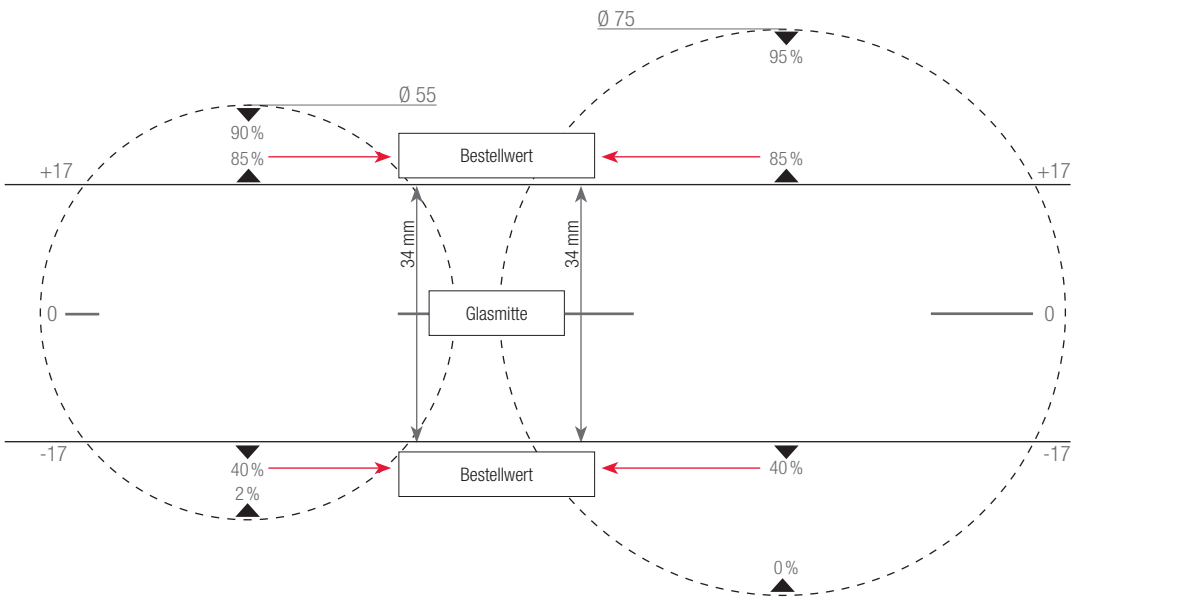 Ø 75
95 %
Ø 55
90 %
85 %
Bestellwert
85 %
+17
+17
34 mm
34 mm
0
Glasmitte
0
-17
-17
40 %
Bestellwert
40 %
2 %
0 %